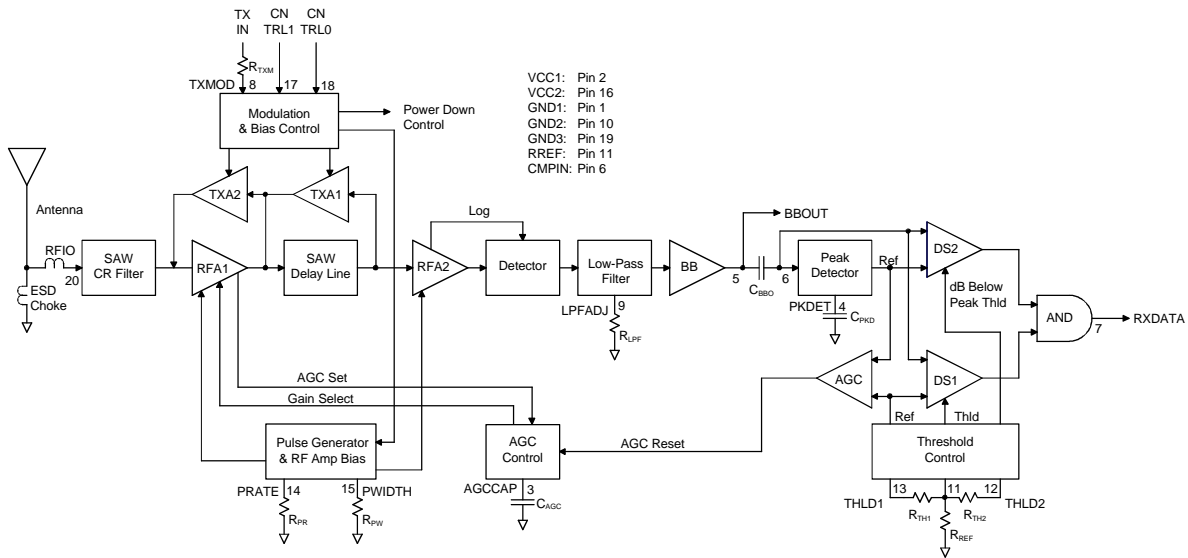 TX
IN
CN
TRL1
CN
TRL0
RTXM
TXMOD
8
17
18
Modulation
& Bias Control
Power Down
Control
VCC1: Pin 2
VCC2: Pin 16
GND1: Pin 1
GND2: Pin 10
GND3: Pin 19
RREF: Pin 11
CMPIN: Pin 6
TXA2
TXA1
Antenna
RFIO
20
ESD
Choke
SAW
CR Filter
RFA1
SAW
Delay Line
Log
RFA2
Detector
Low-Pass
Filter
LPFADJ
9
RLPF
BB
BBOUT
5
CBBO
6
Peak
Detector
Ref
PKDET
4
CPKD
DS2
dB Below
Peak Thld
AND
7
RXDATA
AGC
DS1
Ref
Thld
AGC Set
Gain Select
AGC Reset
Pulse Generator
& RF Amp Bias
PRATE
14
15
PWIDTH
RPR
RPW
AGC
Control
AGCCAP
3
CAGC
Threshold
Control
THLD1
13
11
12
THLD2
RTH1
RTH2
RREF